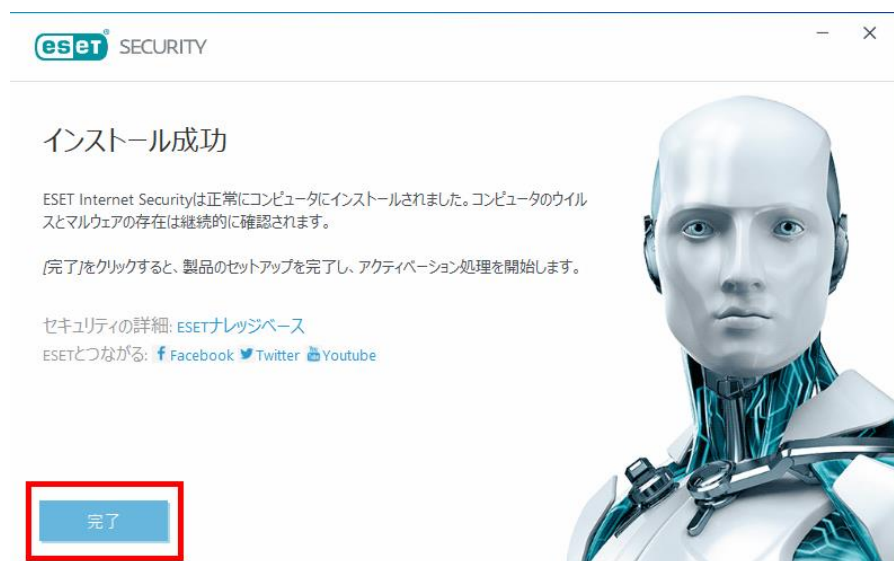 eset® SECURITY
インストール成功
ESET Internet Securityは正常にコンピュータにインストールされました。コンピュータのウイル
スとマルウェアの存在は継続的に確認されます。
[完了]をクリックすると、製品のセットアップを完了し、アクティベーション処理を開始します。
セキュリティの詳細: ESETナレッジベース
ESETとつながる: Facebook Twitter Youtube
完了